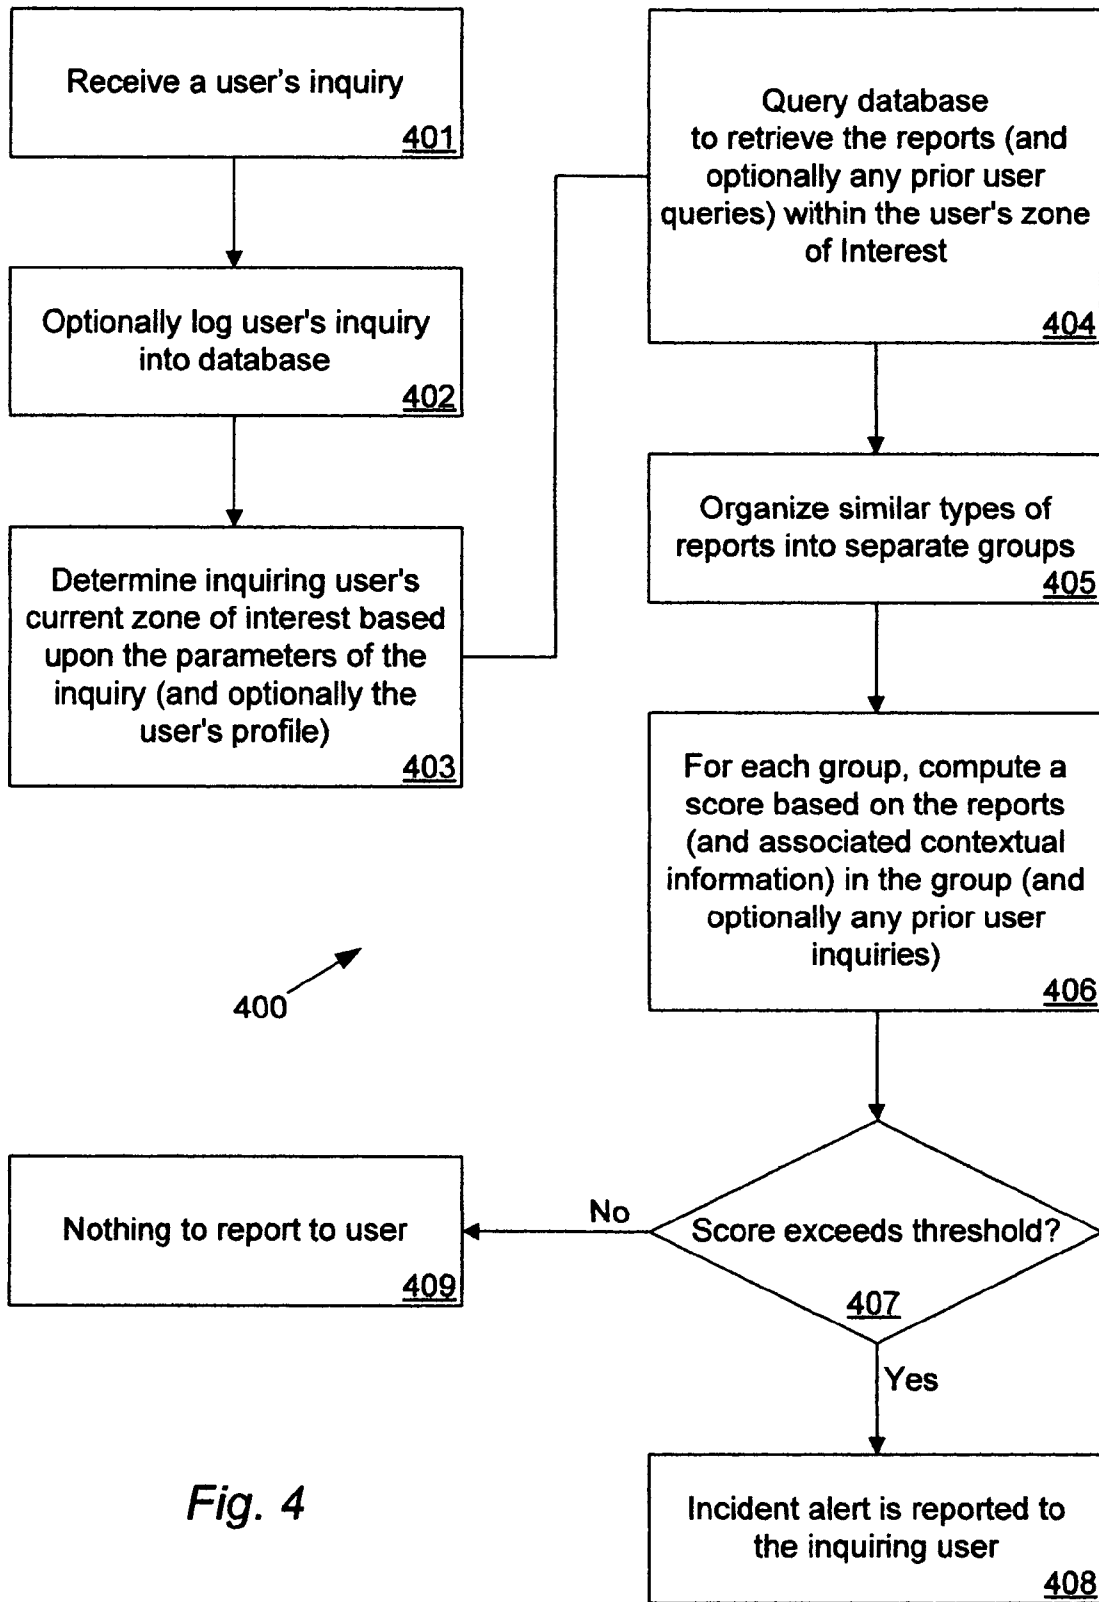 Receive a user's inquiry
401
Optionally log user's inquiry
into database
402
Determine inquiring user's
current zone of interest based
upon the parameters of the
inquiry (and optionally the
user's profile)
403
Query database
to retrieve the reports (and
optionally any prior user
queries) within the user's zone
of Interest
404
Organize similar types of
reports into separate groups
405
For each group, compute a
score based on the reports
(and associated contextual
information) in the group (and
optionally any prior user
inquiries)
406
400
Score exceeds threshold?
407
No
Nothing to report to user
409
Yes
Incident alert is reported to
the inquiring user
408
Fig. 4